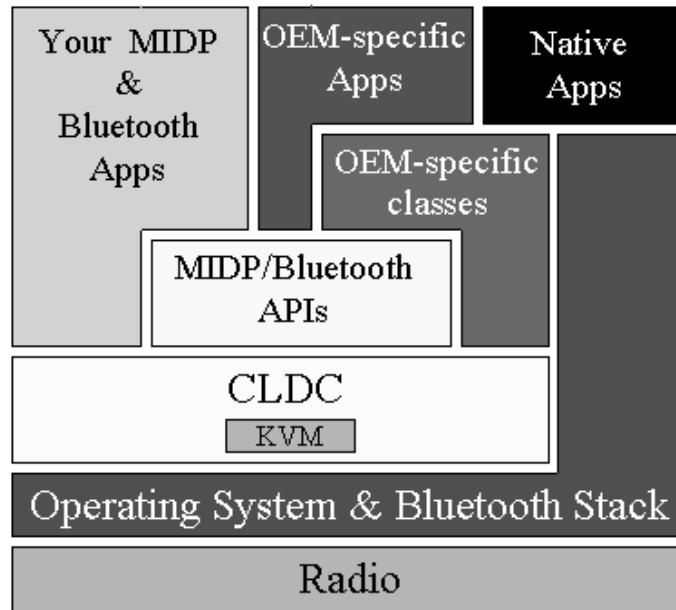 Your MIDP
&
Bluetooth
Apps
OEM-specific
Apps
Native
Apps
OEM-specific
classes
MIDP/Bluetooth
APIs
CLDC
KVM
Operating System & Bluetooth Stack
Radio